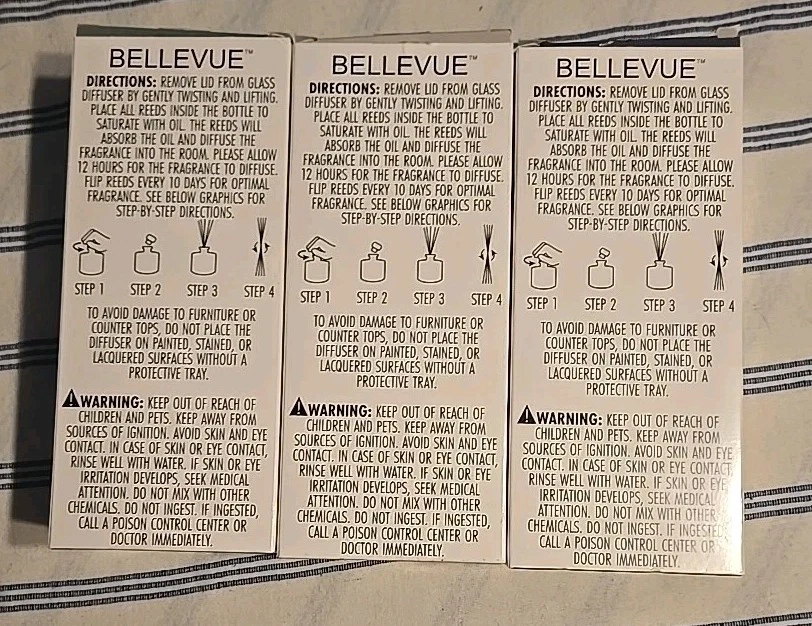 BELLEVUE™
DIRECTIONS: REMOVE LID FROM GLASS
DIFFUSER BY GENTLY TWISTING AND LIFTING.
PLACE ALL REEDS INSIDE THE BOTTLE TO
SATURATE WITH OIL. THE REEDS WILL
ABSORB THE OIL AND DIFFUSE THE
FRAGRANCE INTO THE ROOM. PLEASE ALLOW
12 HOURS FOR THE FRAGRANCE TO DIFFUSE.
FLIP REEDS EVERY 10 DAYS FOR OPTIMAL
FRAGRANCE. SEE BELOW GRAPHICS FOR
STEP-BY-STEP DIRECTIONS.
STEP 1 STEP 2 STEP 3 STEP 4
TO AVOID DAMAGE TO FURNITURE OR
COUNTER TOPS, DO NOT PLACE THE
DIFFUSER ON PAINTED, STAINED, OR
LACQUERED SURFACES WITHOUT A
PROTECTIVE TRAY.
WARNING: KEEP OUT OF REACH OF
CHILDREN AND PETS. KEEP AWAY FROM
SOURCES OF IGNITION. AVOID SKIN AND EYE
CONTACT. IN CASE OF SKIN OR EYE CONTACT,
RINSE WELL WITH WATER. IF SKIN OR EYE
IRRITATION DEVELOPS, SEEK MEDICAL
ATTENTION. DO NOT MIX WITH OTHER
CHEMICALS. DO NOT INGEST. IF INGESTED,
CALL A POISON CONTROL CENTER OR
DOCTOR IMMEDIATELY.
BELLEVUE™
DIRECTIONS: REMOVE LID FROM GLASS
DIFFUSER BY GENTLY TWISTING AND LIFTING.
PLACE ALL REEDS INSIDE THE BOTTLE TO
SATURATE WITH OIL. THE REEDS WILL
ABSORB THE OIL AND DIFFUSE THE
FRAGRANCE INTO THE ROOM. PLEASE ALLOW
12 HOURS FOR THE FRAGRANCE TO DIFFUSE.
FLIP REEDS EVERY 10 DAYS FOR OPTIMAL
FRAGRANCE. SEE BELOW GRAPHICS FOR
STEP-BY-STEP DIRECTIONS.
STEP 1 STEP 2 STEP 3 STEP 4
TO AVOID DAMAGE TO FURNITURE OR
COUNTER TOPS, DO NOT PLACE THE
DIFFUSER ON PAINTED, STAINED, OR
LACQUERED SURFACES WITHOUT A
PROTECTIVE TRAY.
WARNING: KEEP OUT OF REACH OF
CHILDREN AND PETS. KEEP AWAY FROM
SOURCES OF IGNITION. AVOID SKIN AND EYE
CONTACT. IN CASE OF SKIN OR EYE CONTACT,
RINSE WELL WITH WATER. IF SKIN OR EYE
IRRITATION DEVELOPS, SEEK MEDICAL
ATTENTION. DO NOT MIX WITH OTHER
CHEMICALS. DO NOT INGEST. IF INGESTED,
CALL A POISON CONTROL CENTER OR
DOCTOR IMMEDIATELY.
BELLEVUE™
DIRECTIONS: REMOVE LID FROM GLASS
DIFFUSER BY GENTLY TWISTING AND LIFTING.
PLACE ALL REEDS INSIDE THE BOTTLE TO
SATURATE WITH OIL. THE REEDS WILL
ABSORB THE OIL AND DIFFUSE THE
FRAGRANCE INTO THE ROOM. PLEASE ALLOW
12 HOURS FOR THE FRAGRANCE TO DIFFUSE.
FLIP REEDS EVERY 10 DAYS FOR OPTIMAL
FRAGRANCE. SEE BELOW GRAPHICS FOR
STEP-BY-STEP DIRECTIONS.
STEP 1 STEP 2 STEP 3 STEP 4
TO AVOID DAMAGE TO FURNITURE OR
COUNTER TOPS, DO NOT PLACE THE
DIFFUSER ON PAINTED, STAINED, OR
LACQUERED SURFACES WITHOUT A
PROTECTIVE TRAY.
WARNING: KEEP OUT OF REACH OF
CHILDREN AND PETS. KEEP AWAY FROM
SOURCES OF IGNITION. AVOID SKIN AND EYE
CONTACT. IN CASE OF SKIN OR EYE CONTACT,
RINSE WELL WITH WATER. IF SKIN OR EYE
IRRITATION DEVELOPS, SEEK MEDICAL
ATTENTION. DO NOT MIX WITH OTHER
CHEMICALS. DO NOT INGEST. IF INGESTED,
CALL A POISON CONTROL CENTER OR
DOCTOR IMMEDIATELY.